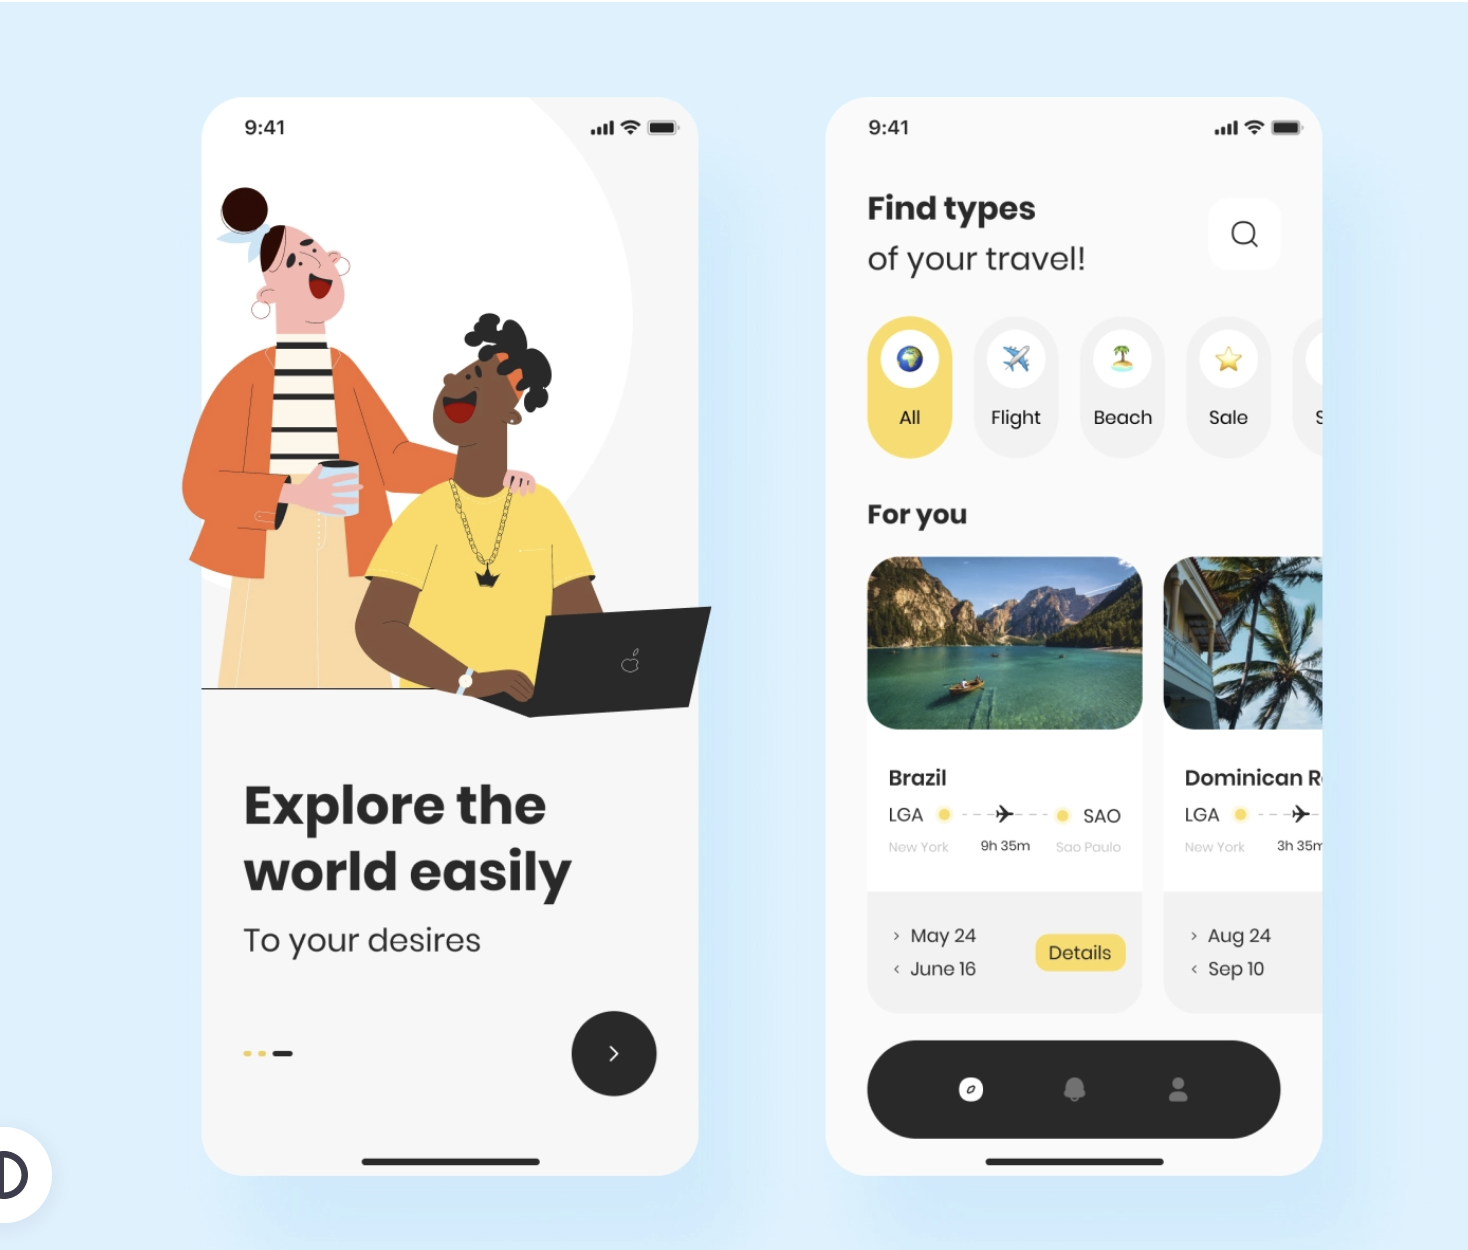 9:41
Explore the
world easily
To your desires
9:41
Find types
of your travel!
All
Flight
Beach
Sale
S
For you
Brazil
LGA
SAO
New York
9h 35m
Sao Paulo
May 24
June 16
Details
Dominican R
LGA
New York
3h 35m
Aug 24
Sep 10